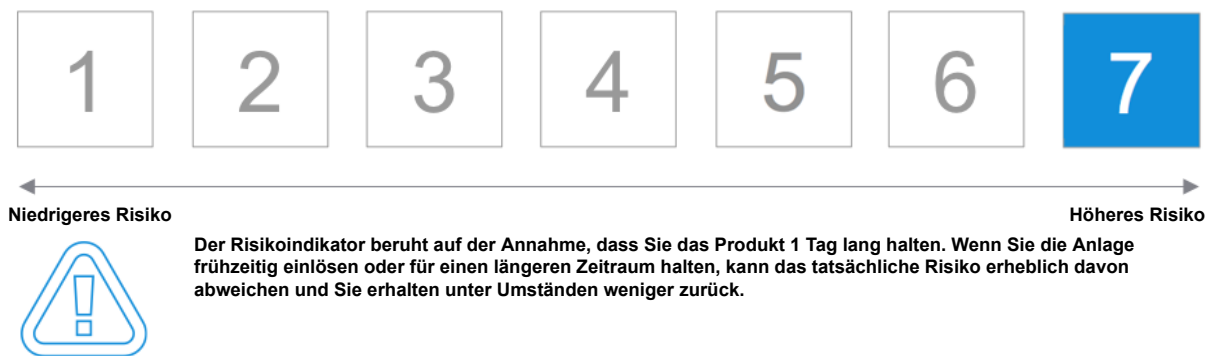 1 2 3 4 5 6 7
Niedrigeres Risiko Höheres Risiko
Der Risikoindikator beruht auf der Annahme, dass Sie das Produkt 1 Tag lang halten. Wenn Sie die Anlage
frühzeitig einlösen oder für einen längeren Zeitraum halten, kann das tatsächliche Risiko erheblich davon
abweichen und Sie erhalten unter Umständen weniger zurück.